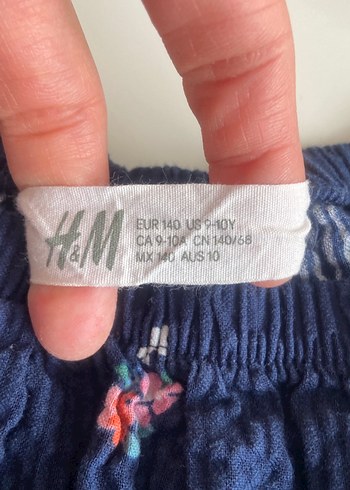 H&M
EUR 140 US 9-10Y
CA 9-10A CN 140/68
MX 140 AUS 10